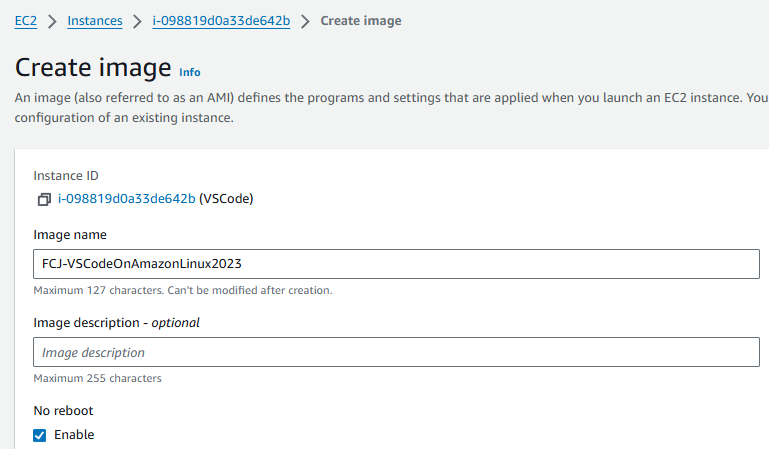 EC2 > Instances > i-098819d0a33de642b > Create image
Create image Info
An image (also referred to as an AMI) defines the programs and settings that are applied when you launch an EC2 instance. You
configuration of an existing instance.
Instance ID
i-098819d0a33de642b (VSCode)
Image name
FCJ-VSCodeOnAmazonLinux2023
Maximum 127 characters. Can't be modified after creation.
Image description - optional
Image description
Maximum 255 characters
No reboot
Enable